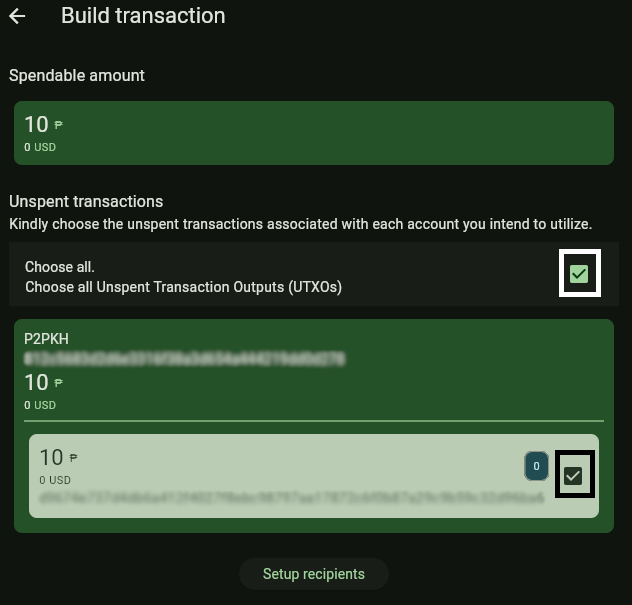 Build transaction
Spendable amount
10 ₱
0 USD
Unspent transactions
Kindly choose the unspent transactions associated with each account you intend to utilize.
Choose all.
Choose all Unspent Transaction Outputs (UTXOs)
P2PKH
10 ₱
0 USD
10 ₱
0
0 USD
Setup recipients